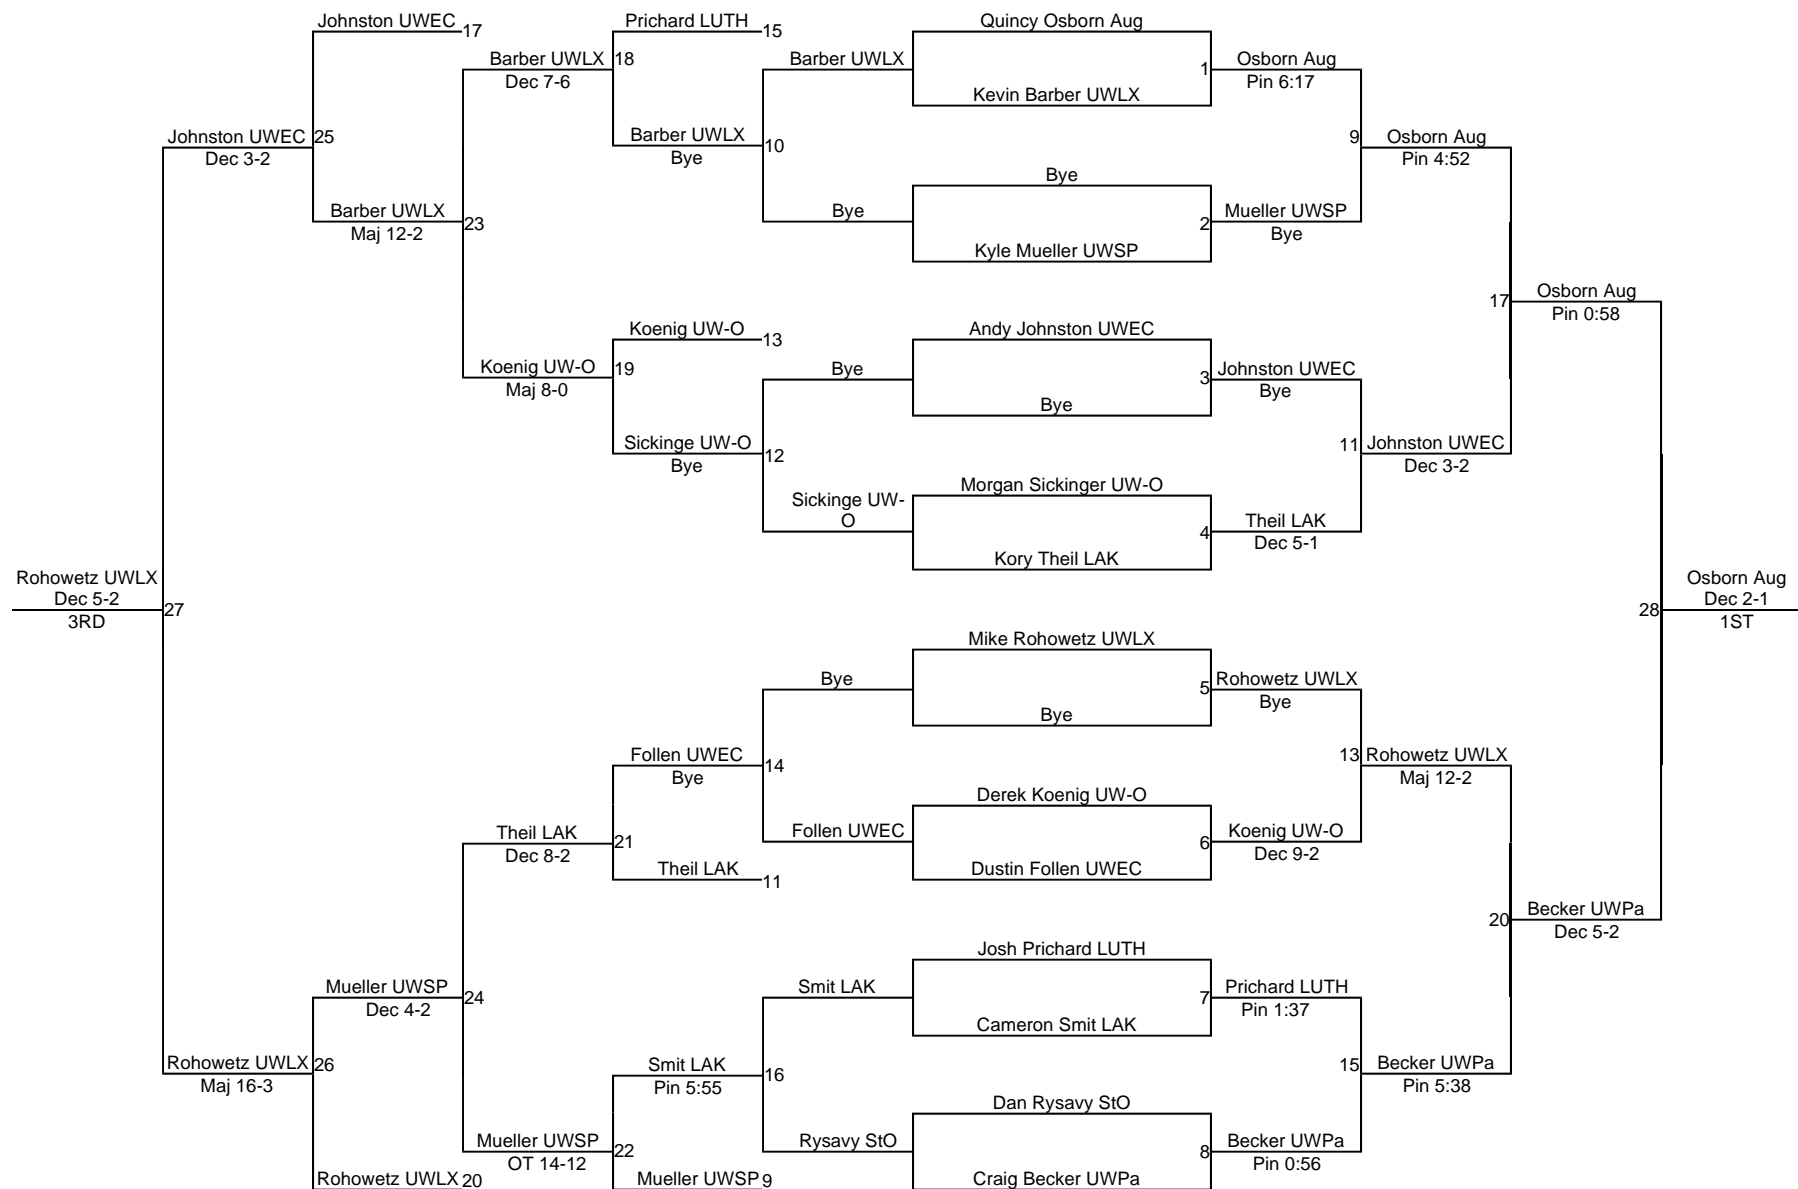 Johnston UWEC
17
Prichard LUTH
15
Quincy Osborn Aug
Barber UWLX
Dec 7-6
18
Barber UWLX
1
Osborn Aug
Pin 6:17
Kevin Barber UWLX
Johnston UWEC
Dec 3-2
25
Barber UWLX
Bye
10
9
Osborn Aug
Pin 4:52
Bye
Barber UWLX
Maj 12-2
23
Bye
2
Mueller UWSP
Bye
Kyle Mueller UWSP
17
Osborn Aug
Pin 0:58
Koenig UW-O
13
Andy Johnston UWEC
Koenig UW-O
Maj 8-0
19
Bye
3
Johnston UWEC
Bye
Bye
Sickinge UW-O
Bye
12
11
Johnston UWEC
Dec 3-2
Morgan Sickinger UW-O
Sickinge UW-
O
4
Theil LAK
Dec 5-1
Kory Theil LAK
Rohowetz UWLX
Dec 5-2
3RD
27
28
Osborn Aug
Dec 2-1
1ST
Mike Rohowetz UWLX
Bye
5
Rohowetz UWLX
Bye
Bye
Follen UWEC
Bye
14
13
Rohowetz UWLX
Maj 12-2
Derek Koenig UW-O
Theil LAK
Dec 8-2
21
Follen UWEC
6
Koenig UW-O
Dec 9-2
Theil LAK
11
Dustin Follen UWEC
20
Becker UWPa
Dec 5-2
Josh Prichard LUTH
Mueller UWSP
Dec 4-2
24
Smit LAK
7
Prichard LUTH
Pin 1:37
Cameron Smit LAK
Rohowetz UWLX
Maj 16-3
26
Smit LAK
Pin 5:55
16
15
Becker UWPa
Pin 5:38
Dan Rysavy StO
Mueller UWSP
OT 14-12
22
Rysavy StO
8
Becker UWPa
Pin 0:56
Rohowetz UWLX
20
Mueller UWSP
9
Craig Becker UWPa